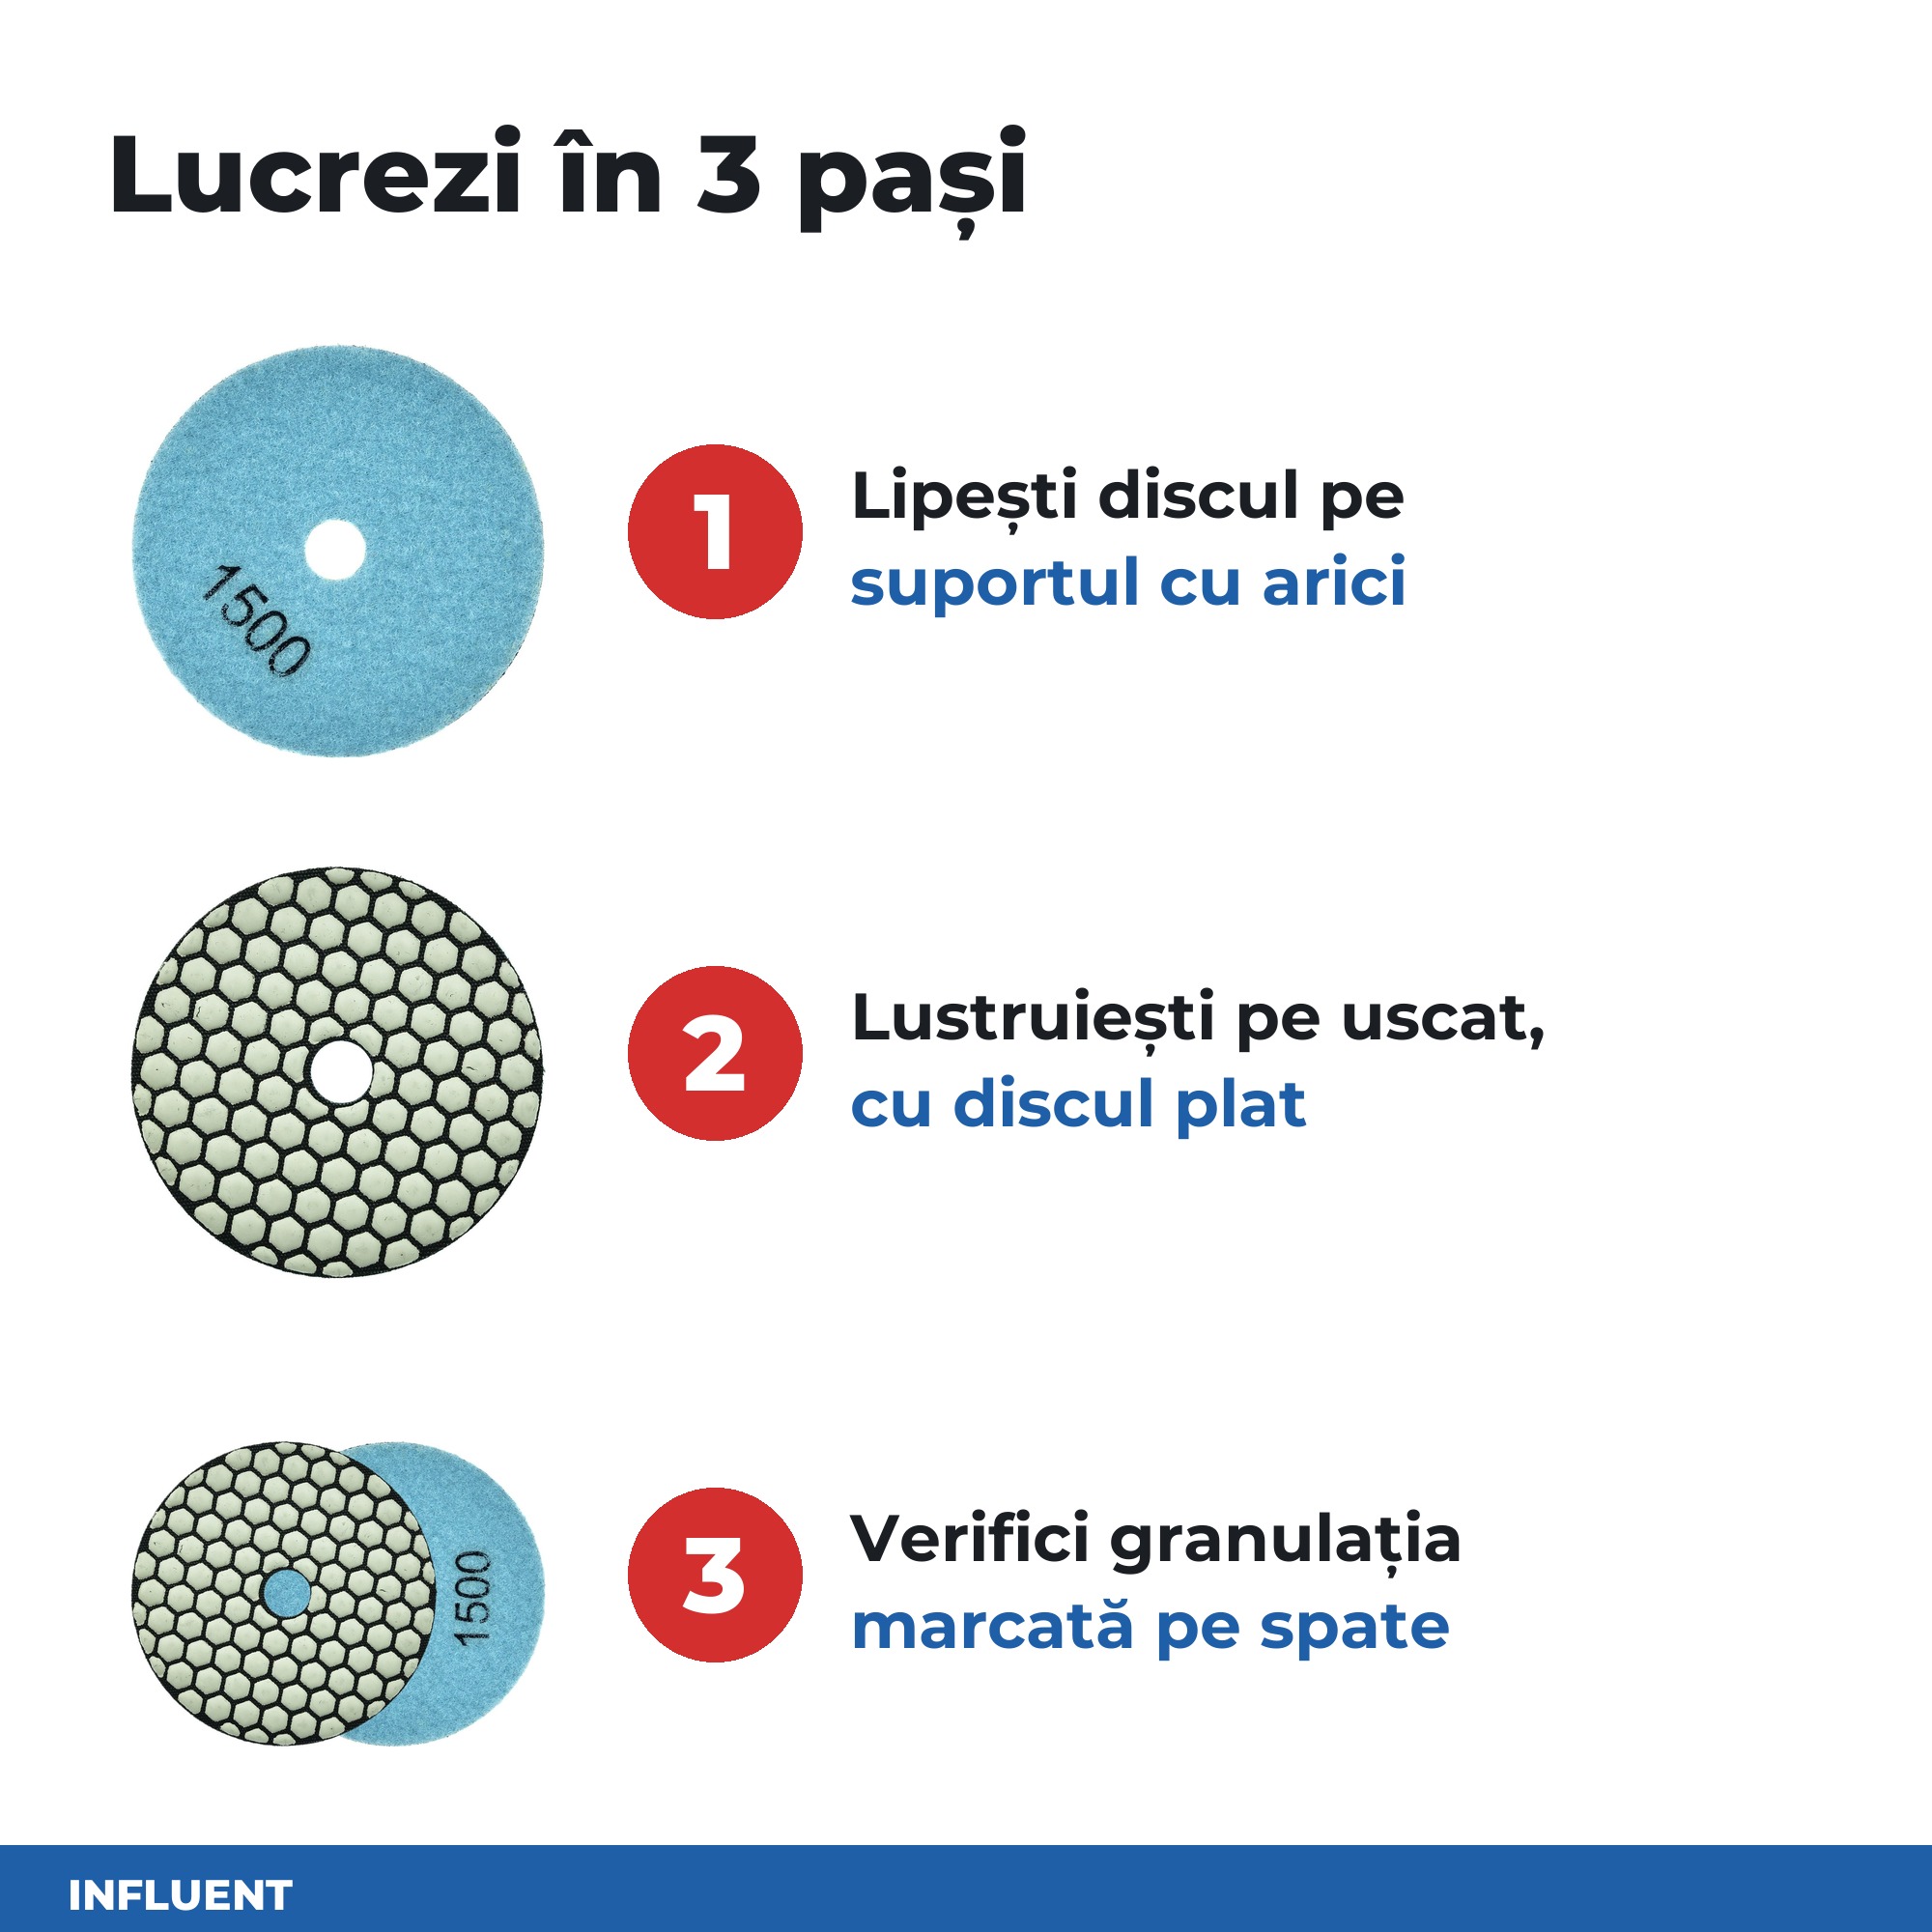 Lucrezi în 3 pași
1500
1
Lipești discul pe
suportul cu arici
2
Lustruiești pe uscat,
cu discul plat
1500
3
Verifici granulația
marcată pe spate
INFLUENT